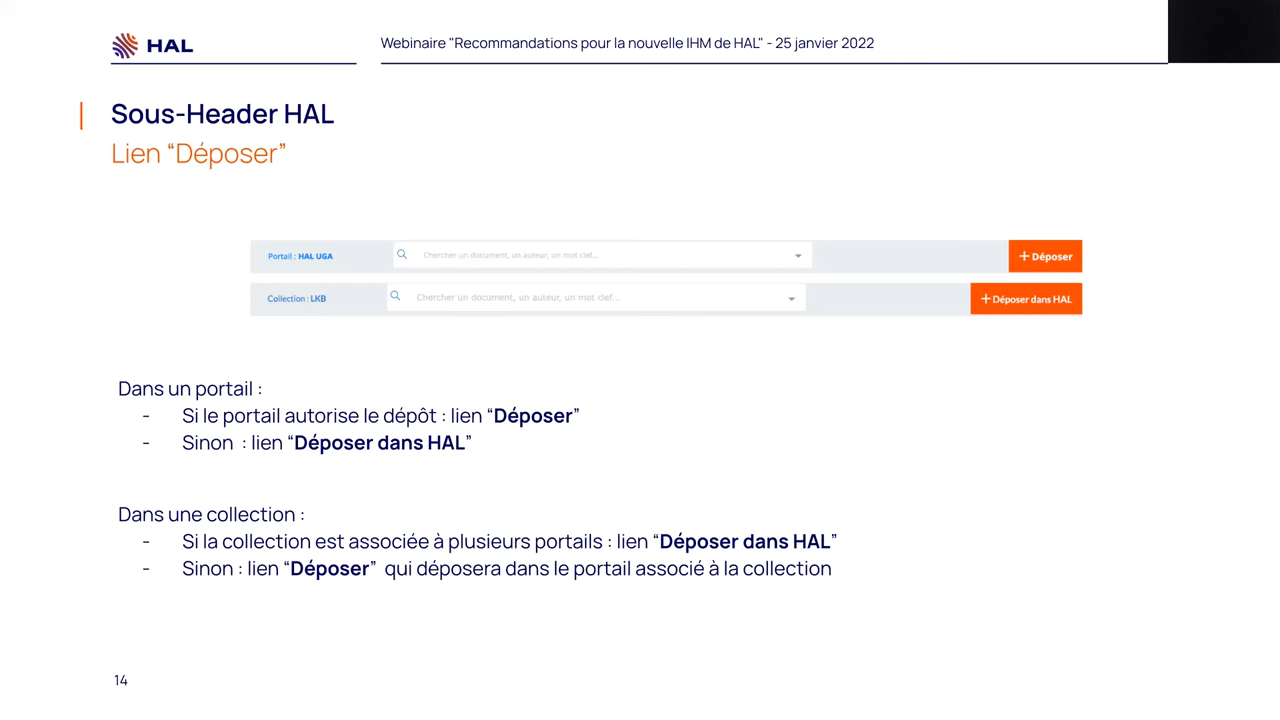 HAL
Webinaire "Recommandations pour la nouvelle IHM de HAL" - 25 janvier 2022
Sous-Header HAL
Lien “Déposer”
Portail : HAL UGA
Chercher un document, un auteur, un mot clef...
+ Déposer
Collection : LKB
Chercher un document, un auteur, un mot clef...
+ Déposer dans HAL
Dans un portail :
- Si le portail autorise le dépôt : lien “Déposer”
- Sinon : lien “Déposer dans HAL”
Dans une collection :
- Si la collection est associée à plusieurs portails : lien “Déposer dans HAL”
- Sinon : lien “Déposer” qui déposera dans le portail associé à la collection
14